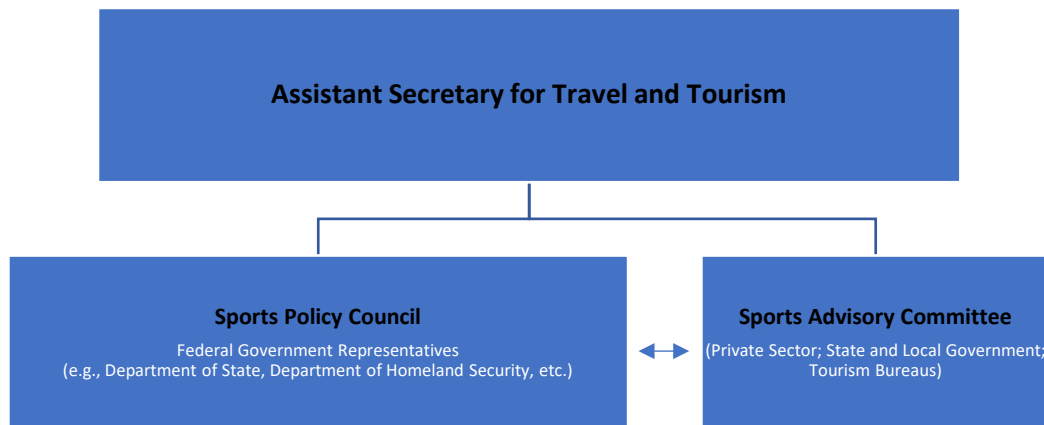 Assistant Secretary for Travel and Tourism
Sports Policy Council
Federal Government Representatives
(e.g., Department of State, Department of Homeland Security, etc.)
Sports Advisory Committee
(Private Sector; State and Local Government;
Tourism Bureaus)